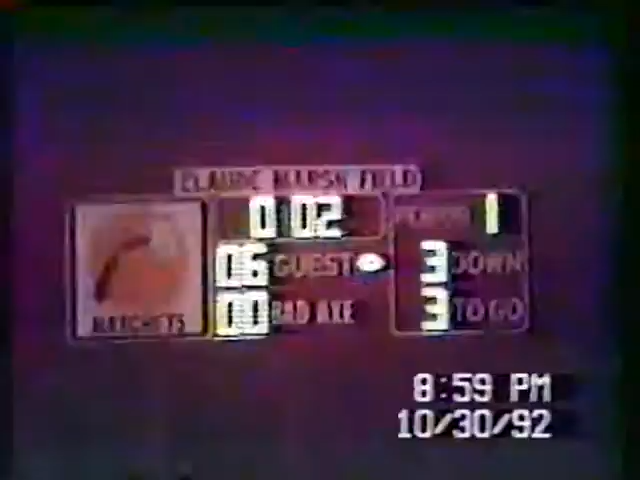 CLAUDE MARSH FIELD
0:02
PERIOD 1
06 GUEST
3 DOWN
00 BAD AXE
3 TO GO
HATCHETS
8:59 PM
10/30/92